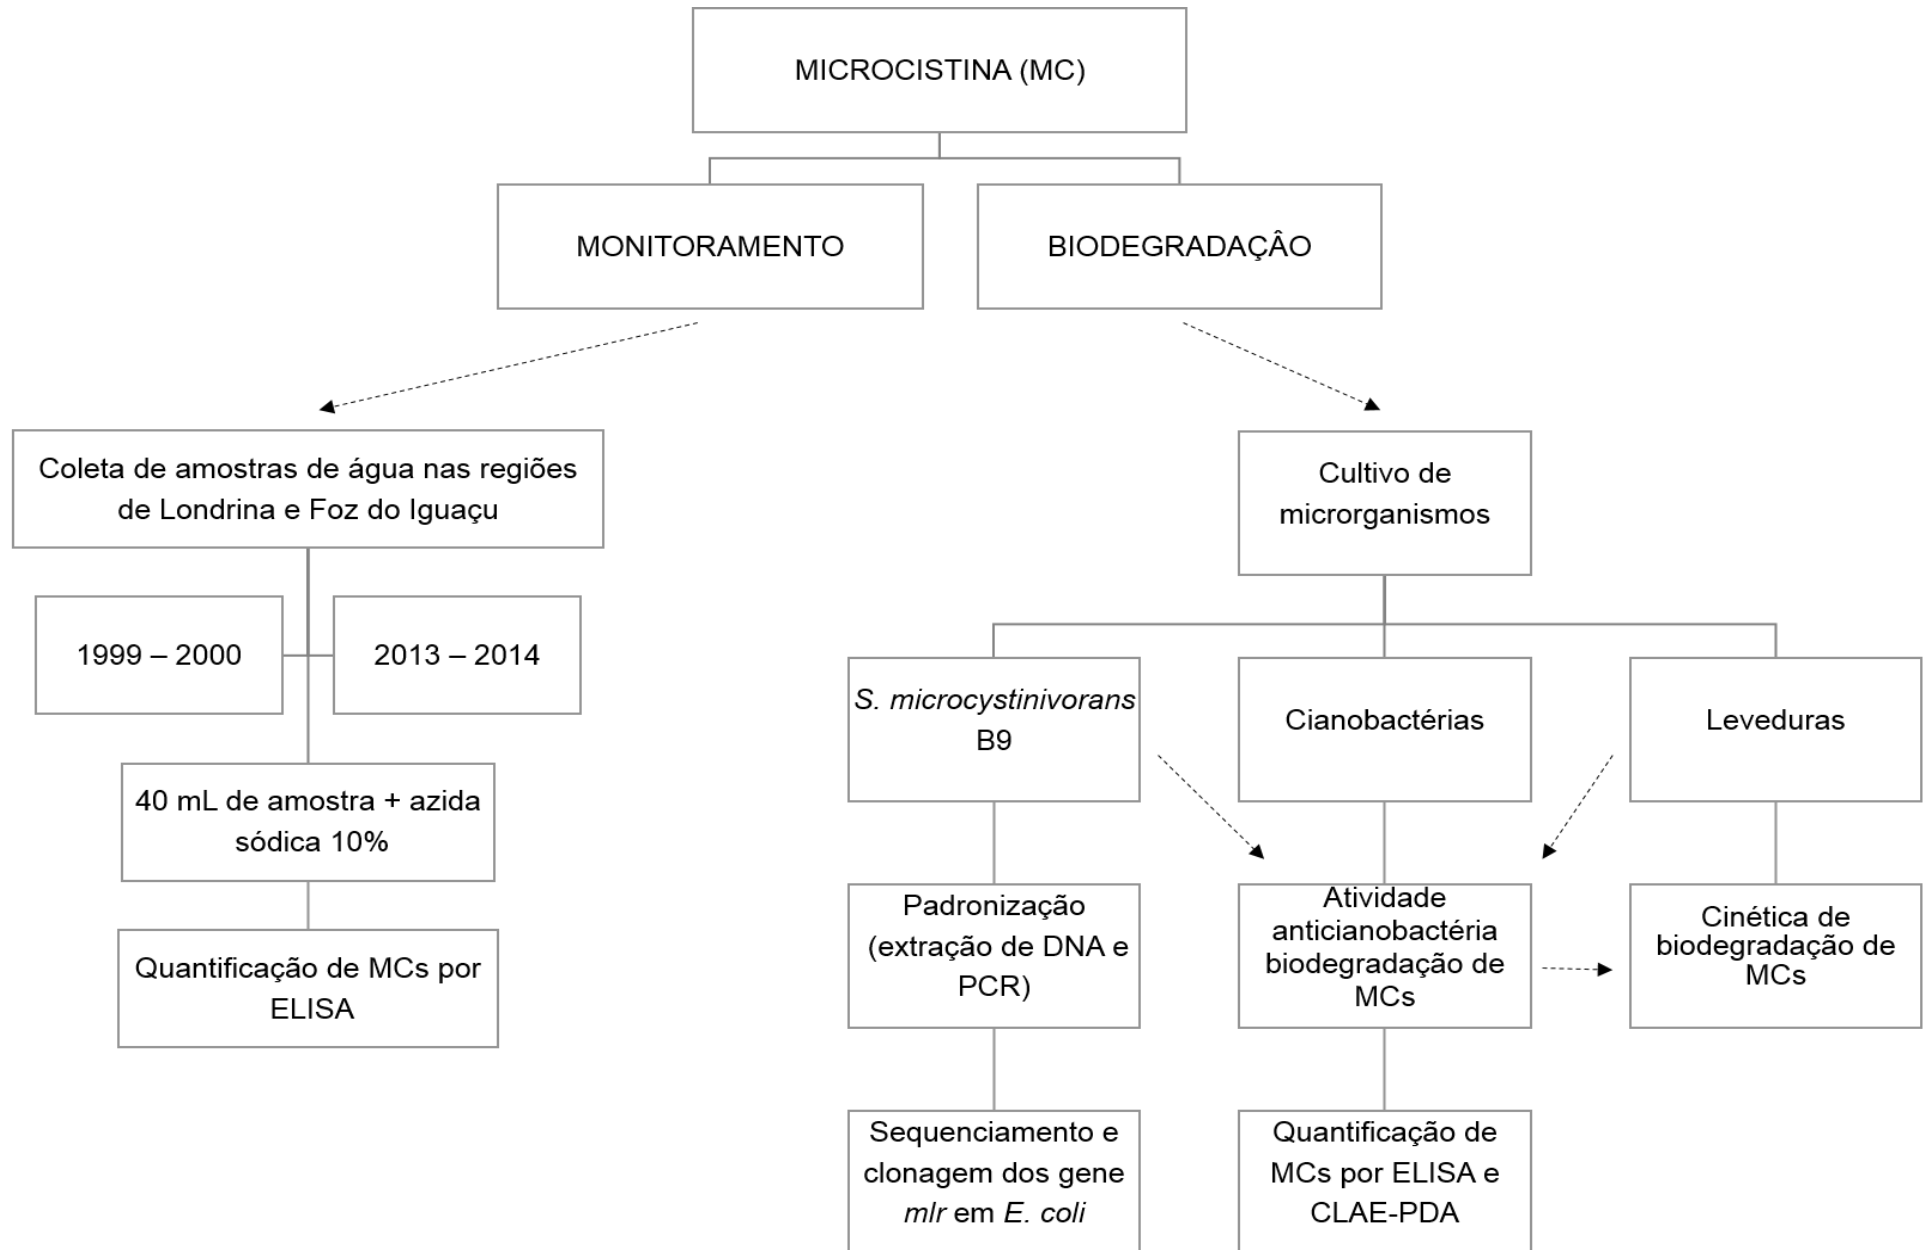 MICROCISTINA (MC)
MONITORAMENTO
BIODEGRADAÇÂO
Coleta de amostras de água nas regiões
de Londrina e Foz do Iguaçu
1999 – 2000
2013 – 2014
40 mL de amostra + azida
sódica 10%
Quantificação de MCs por
ELISA
Cultivo de
microrganismos
S. microcystinivorans
B9
Cianobactérias
Leveduras
Padronização
(extração de DNA e
PCR)
Atividade
anticianobactéria
biodegradação de
MCs
Cinética de
biodegradação de
MCs
Sequenciamento e
clonagem dos gene
mlr em E. coli
Quantificação de
MCs por ELISA e
CLAE-PDA